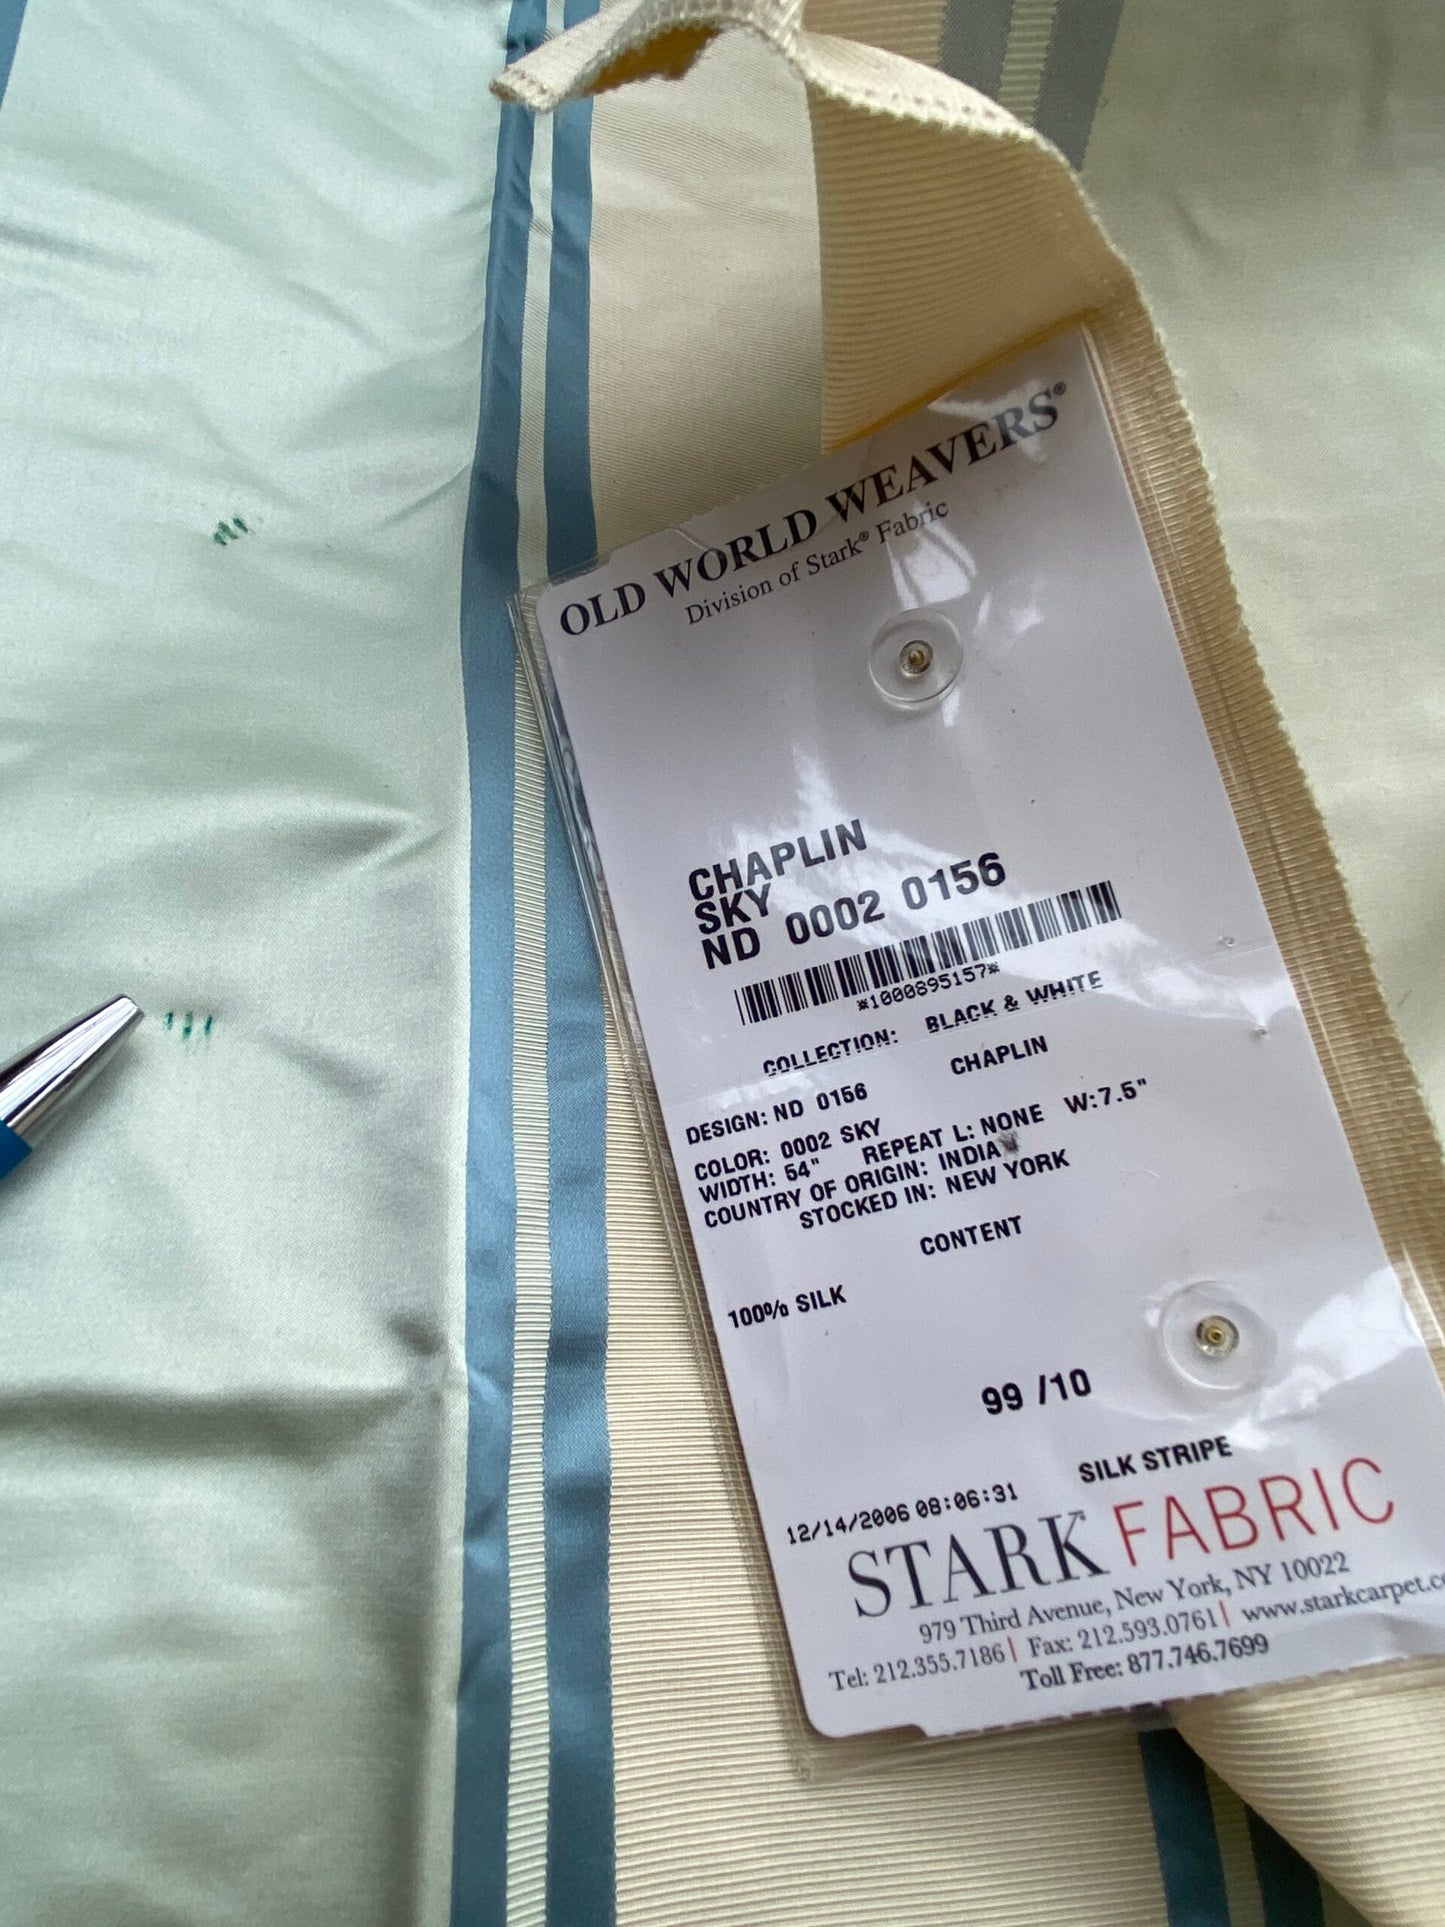 OLD WORLD WEAVERS®
Division of Stark® Fabric
CHAPLIN
SKY
ND 0002 0156
*1000895157*
COLLECTION: BLACK & WHITE
CHAPLIN
DESIGN: ND 0156
COLOR: 0002 SKY
WIDTH: 54" REPEAT L: NONE W:7.5"
COUNTRY OF ORIGIN: INDIA
STOCKED IN: NEW YORK
CONTENT
100% SILK
99 /10
SILK STRIPE
12/14/2006 08:06:31
STARK FABRIC
979 Third Avenue, New York, NY 10022
Tel: 212.355.7186 | Fax: 212.593.0761 | www.starkcarpet.c
Toll Free: 877.746.7699